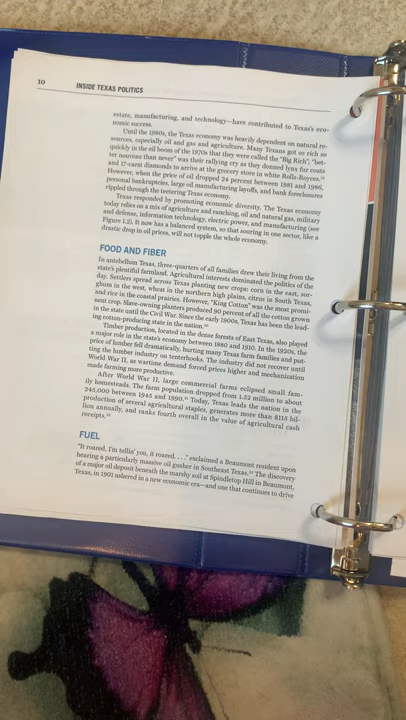 10
INSIDE TEXAS POLITICS
estate, manufacturing, and technology—have contributed to Texas's eco-
nomic success.
Until the 1980s, the Texas economy was heavily dependent on natural re-
sources, especially oil and gas and agriculture. Many Texans got so rich so
quickly in the oil boom of the 1970s that they were called the "Big Rich"; "bet-
ter nouveau than never" was their rallying cry as they donned lynx fur coats
and 17-carat diamonds to arrive at the grocery store in white Rolls-Royces.
However, when the price of oil dropped 24 percent between 1981 and 1986,
personal bankruptcies, large oil manufacturing layoffs, and bank foreclosures
rippled through the teetering Texas economy.
Texas responded by promoting economic diversity. The Texas economy
today relies on a mix of agriculture and ranching, oil and natural gas, military
and defense, information technology, electric power, and manufacturing (see
Figure 1.2). It now has a balanced system, so that souring in one sector, like a
drastic drop in oil prices, will not topple the whole economy.
FOOD AND FIBER
In antebellum Texas, three-quarters of all families drew their living from the
state's plentiful farmland. Agricultural interests dominated the politics of the
day. Settlers spread across Texas planting new crops: corn in the east, sor-
ghum in the west, wheat in the northern high plains, citrus in South Texas,
and rice in the coastal prairies. However, "King Cotton" was the most promi-
nent crop. Slave-owning planters produced 90 percent of all the cotton grown
in the state until the Civil War. Since the early 1900s, Texas has been the lead-
ing cotton-producing state in the nation.
Timber production, located in the dense forests of East Texas, also played
a major role in the state's economy between 1880 and 1910. In the 1920s, the
price of lumber fell dramatically, hurting many Texas farm families and put-
ting the lumber industry on tenterhooks. The industry did not recover until
World War II, as wartime demand forced prices higher and mechanization
made farming more productive.
After World War II, large commercial farms eclipsed small fam-
ily homesteads. The farm population dropped from 1.52 million to about
245,000 between 1945 and 1990. Today, Texas leads the nation in the
production of several agricultural staples, generates more than $115 bil-
lion annually, and ranks fourth overall in the value of agricultural cash
receipts.
FUEL
"It roared, I'm tellin' you, it roared. . . ." exclaimed a Beaumont resident upon
hearing a particularly massive oil gusher in Southeast Texas. The discovery
of a major oil deposit beneath the marshy soil at Spindletop Hill in Beaumont,
Texas, in 1901 ushered in a new economic era—and one that continues to drive